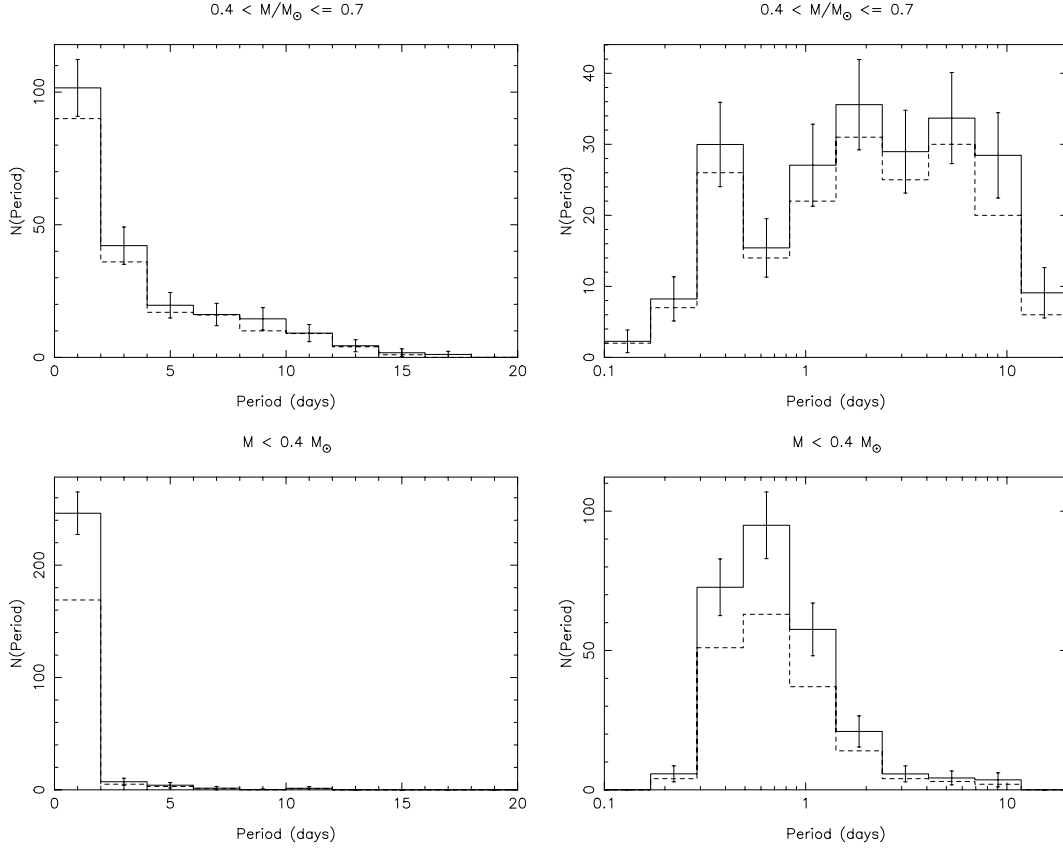 0.4 < M/M☉ <= 0.7
N(Period)
100
50
0
0 5 10 15 20
Period (days)
0.4 < M/M☉ <= 0.7
N(Period)
40
30
20
10
0
0.1 1 10
Period (days)
M < 0.4 M☉
N(Period)
200
100
0
0 5 10 15 20
Period (days)
M < 0.4 M☉
N(Period)
100
50
0
0.1 1 10
Period (days)